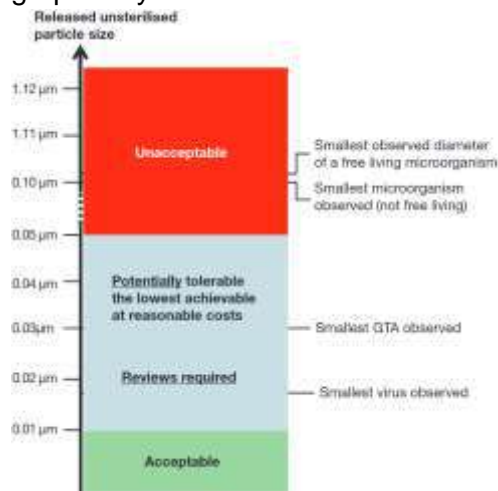 Released unsterilised
particle size
1.12 µm
1.11 µm
0.10 µm
0.05 µm
0.04 µm
0.03µm
0.02 µm
0.01 µm
Unacceptable
Potentially tolerable
the lowest achievable
at reasonable costs
Reviews required
Acceptable
Smallest observed diameter
of a free living microorganism
Smallest microorganism
observed (not free living)
Smallest GTA observed
Smallest virus observed